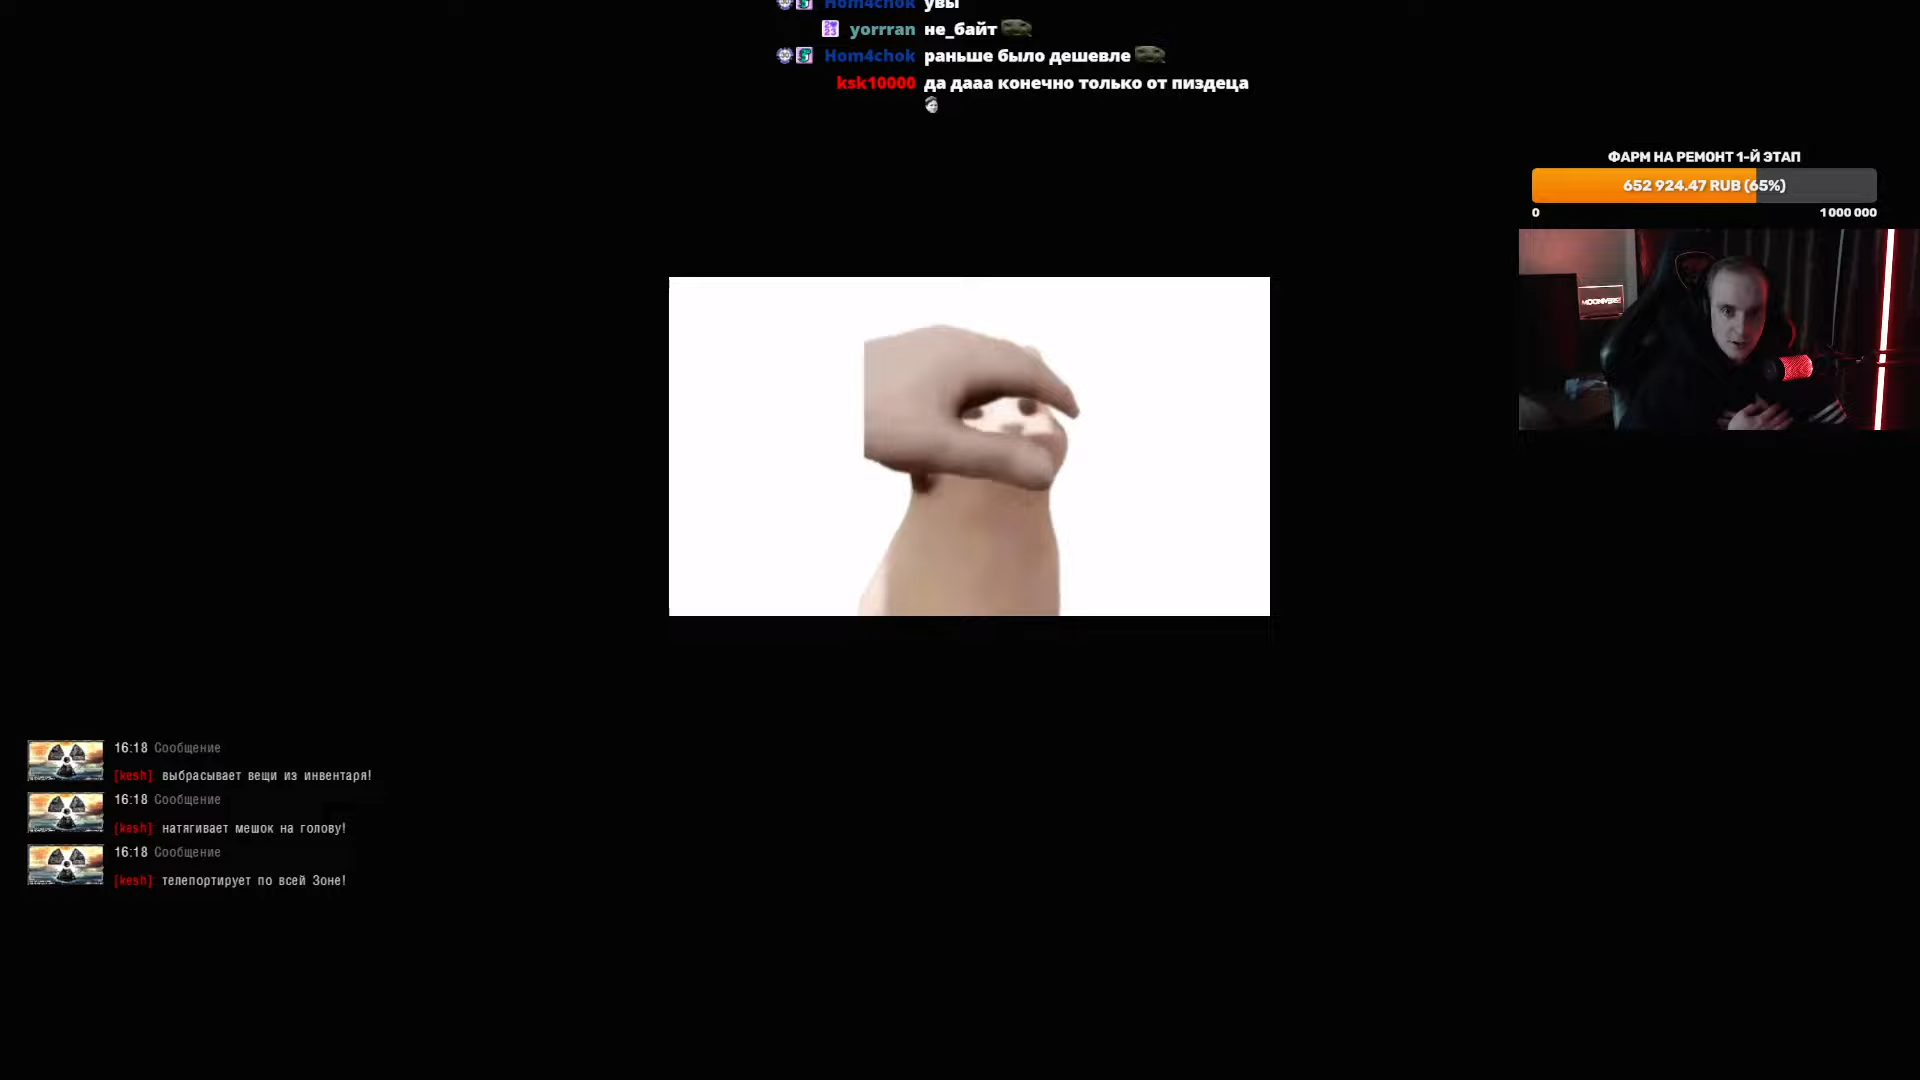 Hom4chok увы
yorrran не_байт
Hom4chok раньше было дешевле
ksk10000 да дааа конечно только от пиздеца
ФАРМ НА РЕМОНТ 1-Й ЭТАП
652 924.47 RUB (65%)
0 1 000 000
16:18 Сообщение
[kesh] выбрасывает вещи из инвентаря!
16:18 Сообщение
[kesh] натягивает мешок на голову!
16:18 Сообщение
[kesh] телепортирует по всей Зоне!